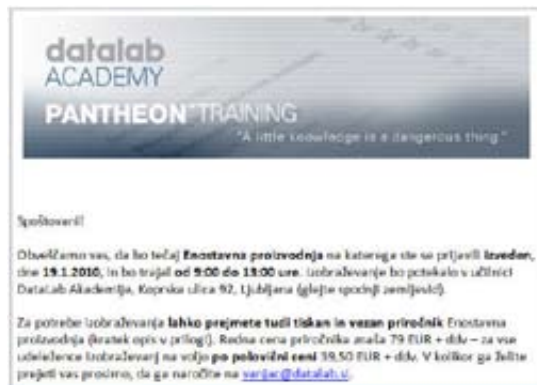 datalab
ACADEMY
PANTHEON™TRAINING
"A little knowledge is a dangerous thing"
Spoštovani!
Obveščamo vas, da bo tečaj Enostavna proizvodnja na katerega ste se prijavili izveden,
dne 19.1.2010, in bo trajal od 9:00 do 13:00 ure. Izobraževanje bo potekalo v učilnici
DataLab Akademija, Koprska ulica 92, Ljubljana (glejte spodnji zemljevid).
Za potrebe izobraževanja lahko prejmete tudi tiskan in vezan priročnik Enostavna
proizvodnja (kratek opis v prilogi). Redna cena priročnika znaša 79 EUR + ddv – za vse
udeležence izobraževanj na voljo po polovični ceni 39,50 EUR + ddv. V kolikor ga želite
prejeti vas prosimo, da ga naročite na